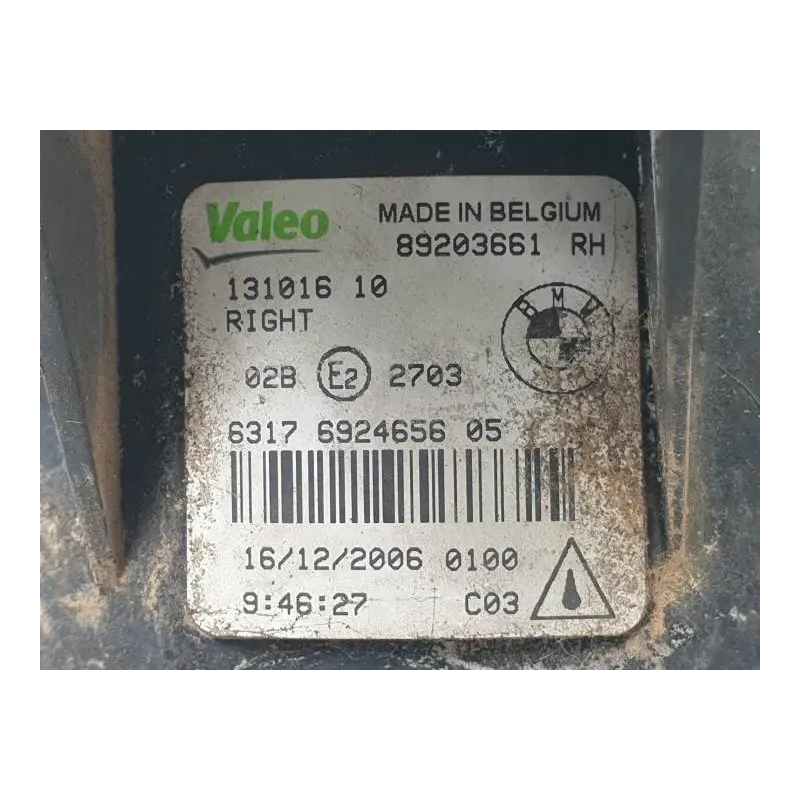 Valeo MADE IN BELGIUM
89203661 RH
131016 10
RIGHT
BMW
02B E2 2703
6317 6924656 05
16/12/2006 0100
9:46:27 C03